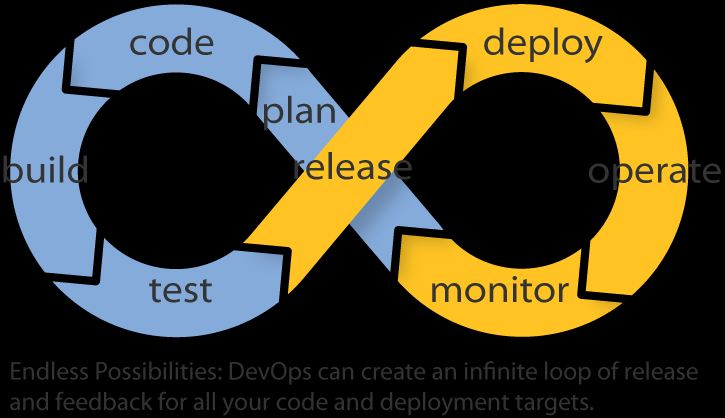 code
deploy
plan
build
release
operate
test
monitor
Endless Possibilities: DevOps can create an infinite loop of release
and feedback for all your code and deployment targets.